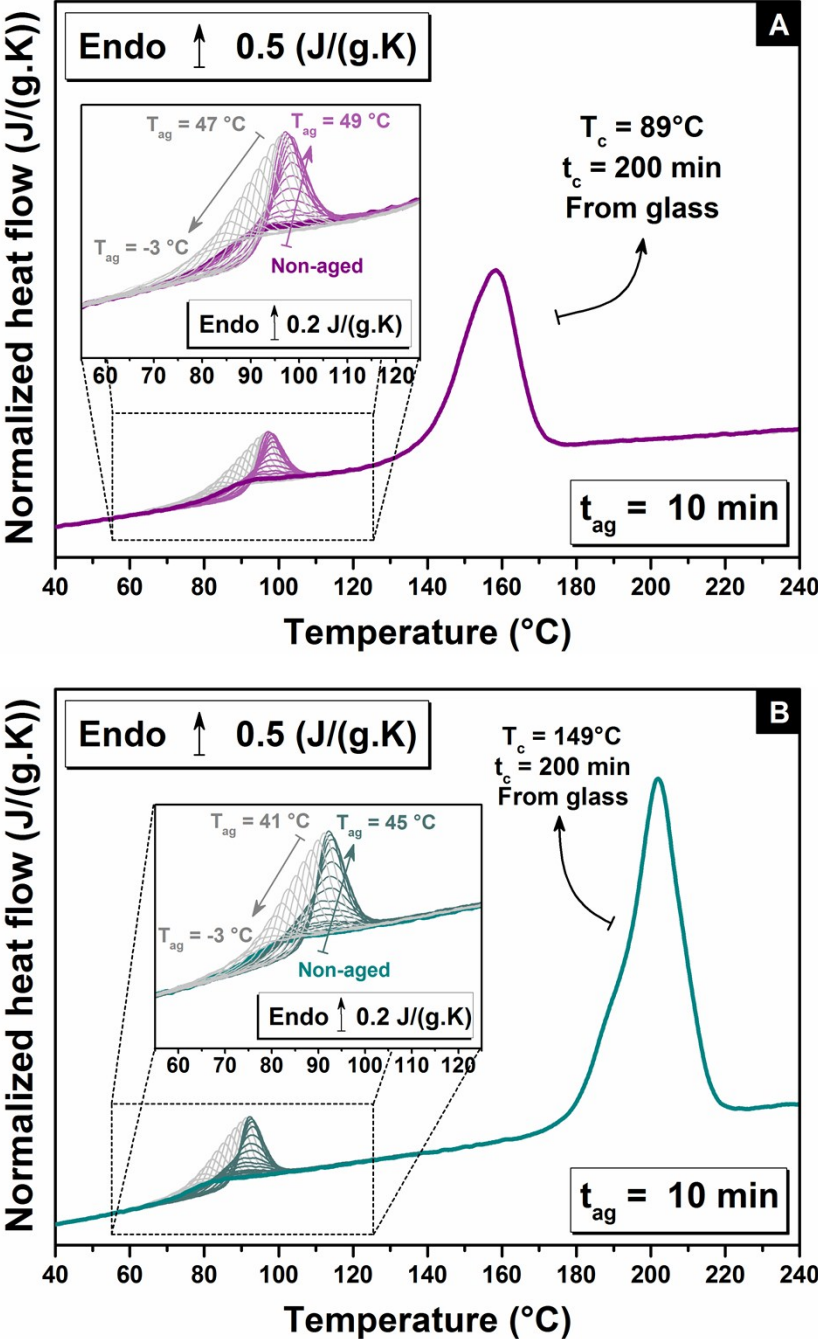 A
Endo 0.5 (J/(g.K)
Normalized heat flow (J/(g.K))
T_ag = 47 °C
T_ag = 49 °C
T_ag = -3 °C
Non-aged
Endo 0.2 J/(g.K)
60 70 80 90 100 110 120
T_c = 89°C
t_c = 200 min
From glass
t_ag = 10 min
40 60 80 100 120 140 160 180 200 220 240
Temperature (°C)
B
Endo 0.5 (J/(g.K)
Normalized heat flow (J/(g.K))
T_ag = 41 °C
T_ag = 45 °C
T_ag = -3 °C
Non-aged
Endo 0.2 J/(g.K)
60 70 80 90 100 110 120
T_c = 149°C
t_c = 200 min
From glass
t_ag = 10 min
40 60 80 100 120 140 160 180 200 220 240
Temperature (°C)